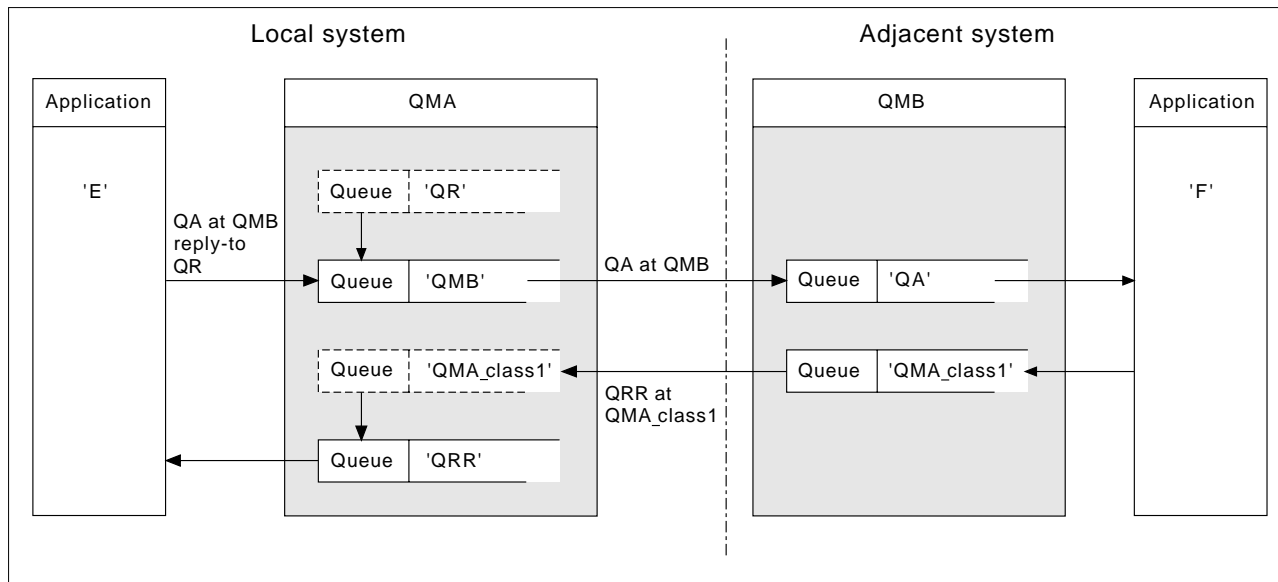 Local system
Adjacent system
Application
QMA
QMB
Application
'E'
Queue 'QR'
'F'
QA at QMB
reply-to
QR
Queue 'QMB'
QA at QMB
Queue 'QA'
Queue 'QMA_class1'
Queue 'QMA_class1'
QRR at
QMA_class1
Queue 'QRR'